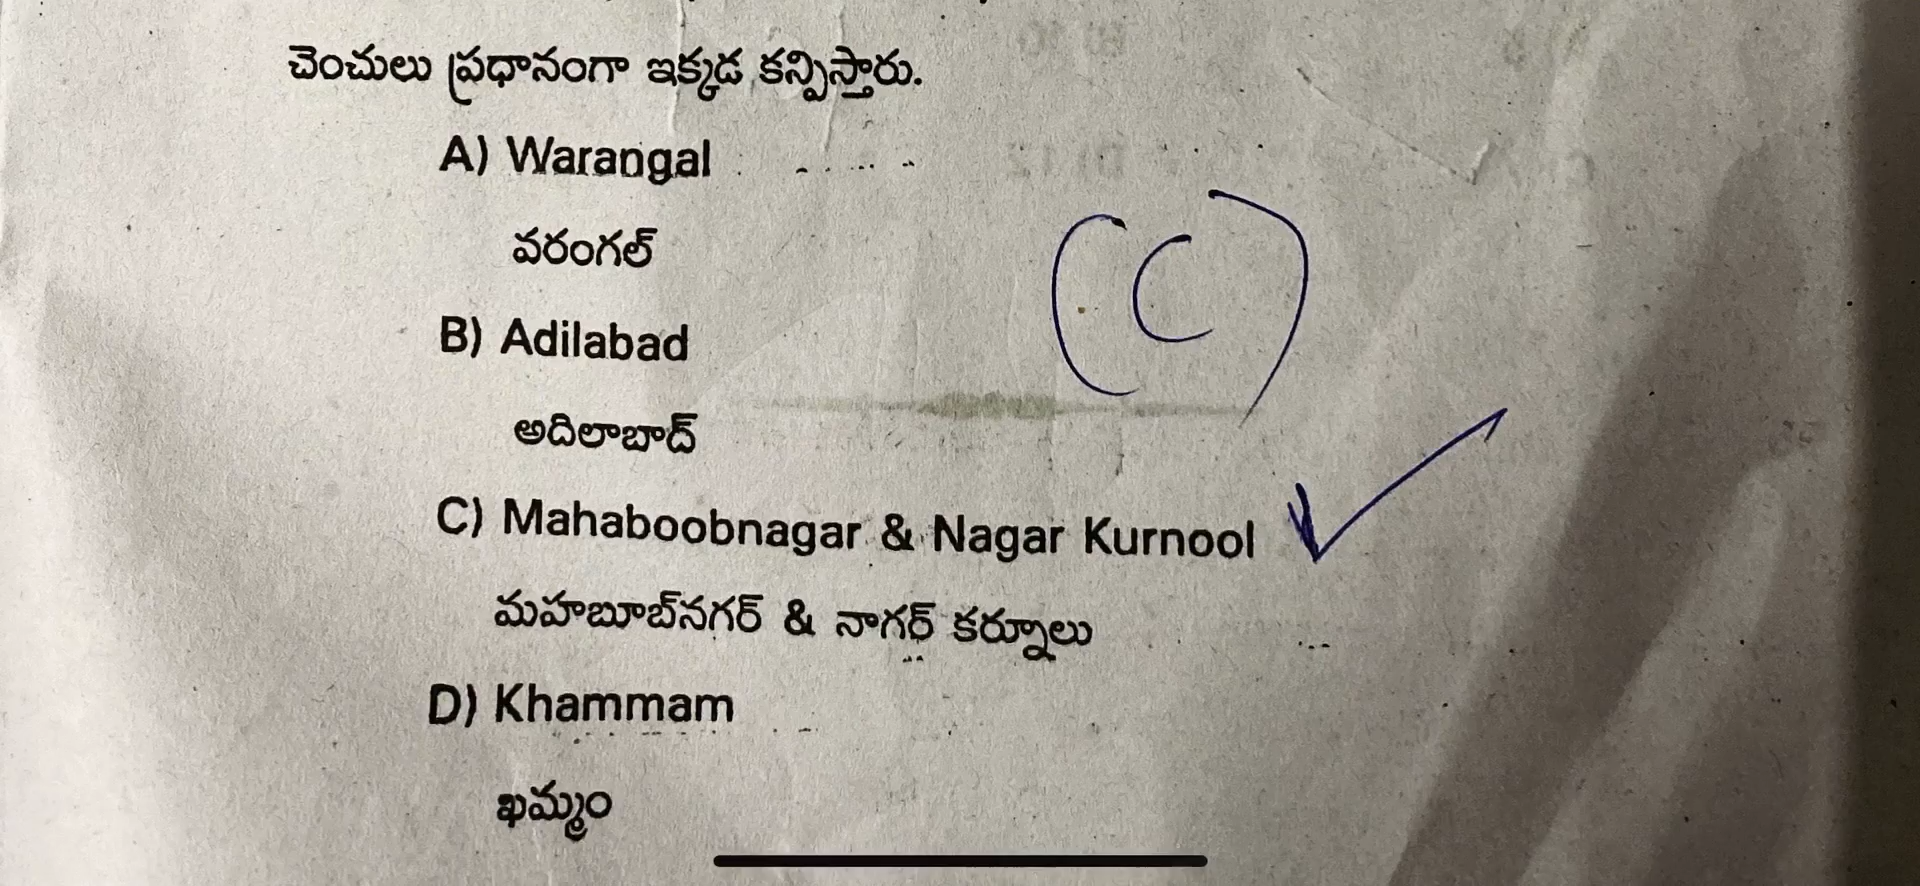 చెంచులు ప్రధానంగా ఇక్కడ కన్పిస్తారు.
A) Warangal
వరంగల్
(C)
B) Adilabad
అదిలాబాద్
C) Mahaboobnagar & Nagar Kurnool
మహబూబ్‌నగర్ & నాగర్ కర్నూలు
D) Khammam
ఖమ్మం